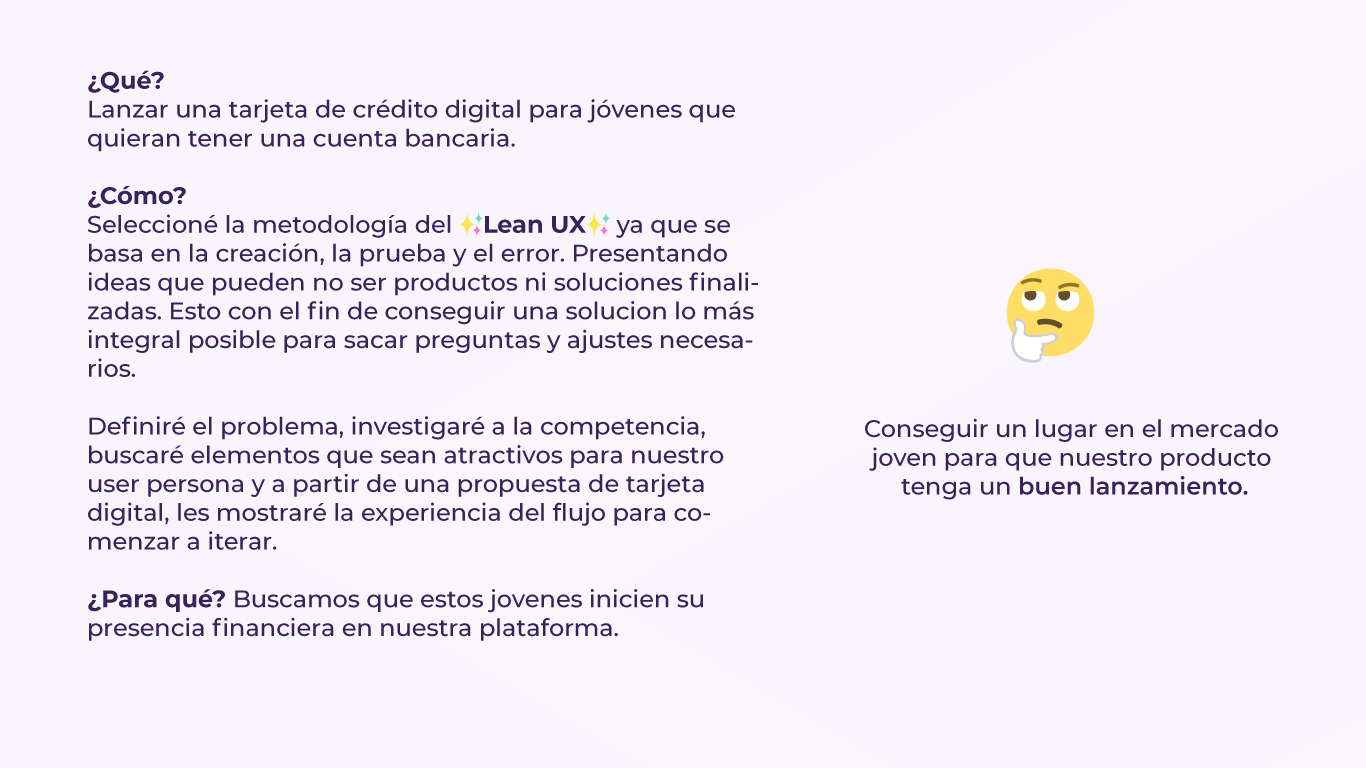 ¿Qué?
Lanzar una tarjeta de crédito digital para jóvenes que
quieran tener una cuenta bancaria.
¿Cómo?
Seleccioné la metodología del ✨Lean UX✨ ya que se
basa en la creación, la prueba y el error. Presentando
ideas que pueden no ser productos ni soluciones finali-
zadas. Esto con el fin de conseguir una solucion lo más
integral posible para sacar preguntas y ajustes necesa-
rios.
Definiré el problema, investigaré a la competencia,
buscaré elementos que sean atractivos para nuestro
user persona y a partir de una propuesta de tarjeta
digital, les mostraré la experiencia del flujo para co-
menzar a iterar.
¿Para qué? Buscamos que estos jovenes inicien su
presencia financiera en nuestra plataforma.
Conseguir un lugar en el mercado
joven para que nuestro producto
tenga un buen lanzamiento.